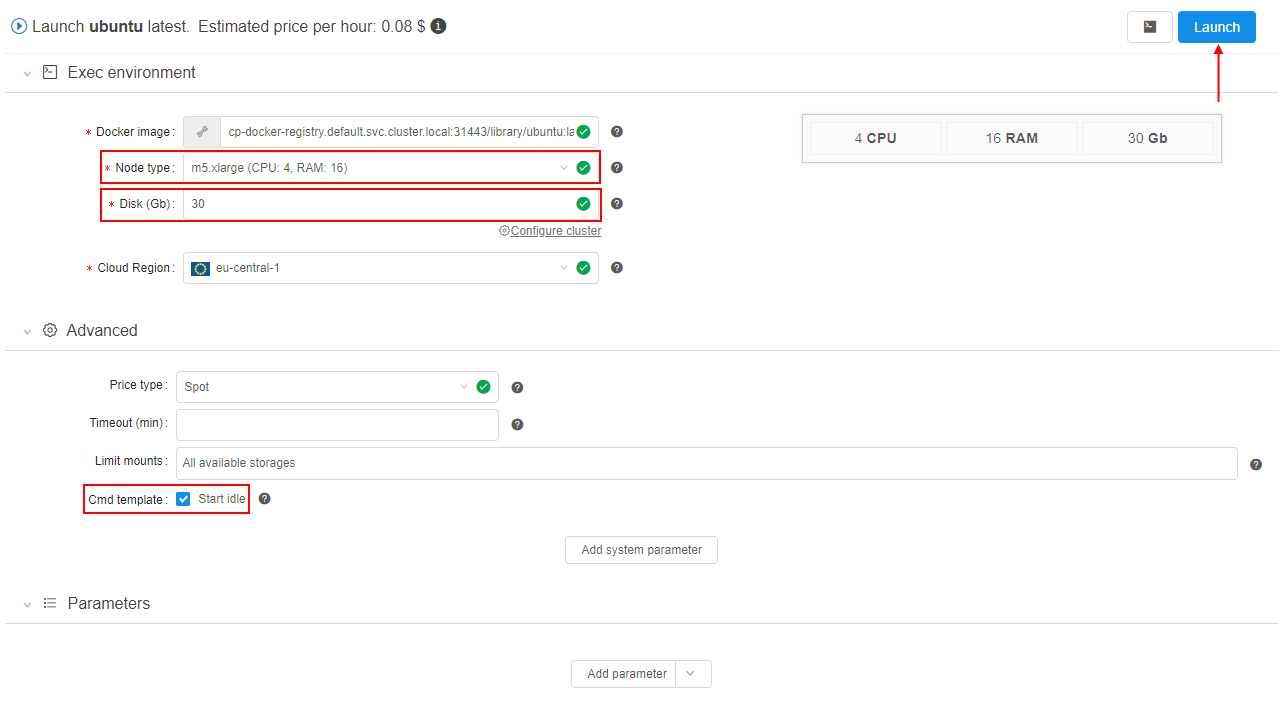 Launch ubuntu latest. Estimated price per hour: 0.08 $
Launch
Exec environment
* Docker image: cp-docker-registry.default.svc.cluster.local:31443/library/ubuntu:la
4 CPU 16 RAM 30 Gb
* Node type: m5.xlarge (CPU: 4, RAM: 16)
* Disk (Gb): 30
Configure cluster
* Cloud Region: eu-central-1
Advanced
Price type: Spot
Timeout (min):
Limit mounts: All available storages
Cmd template: Start idle
Add system parameter
Parameters
Add parameter